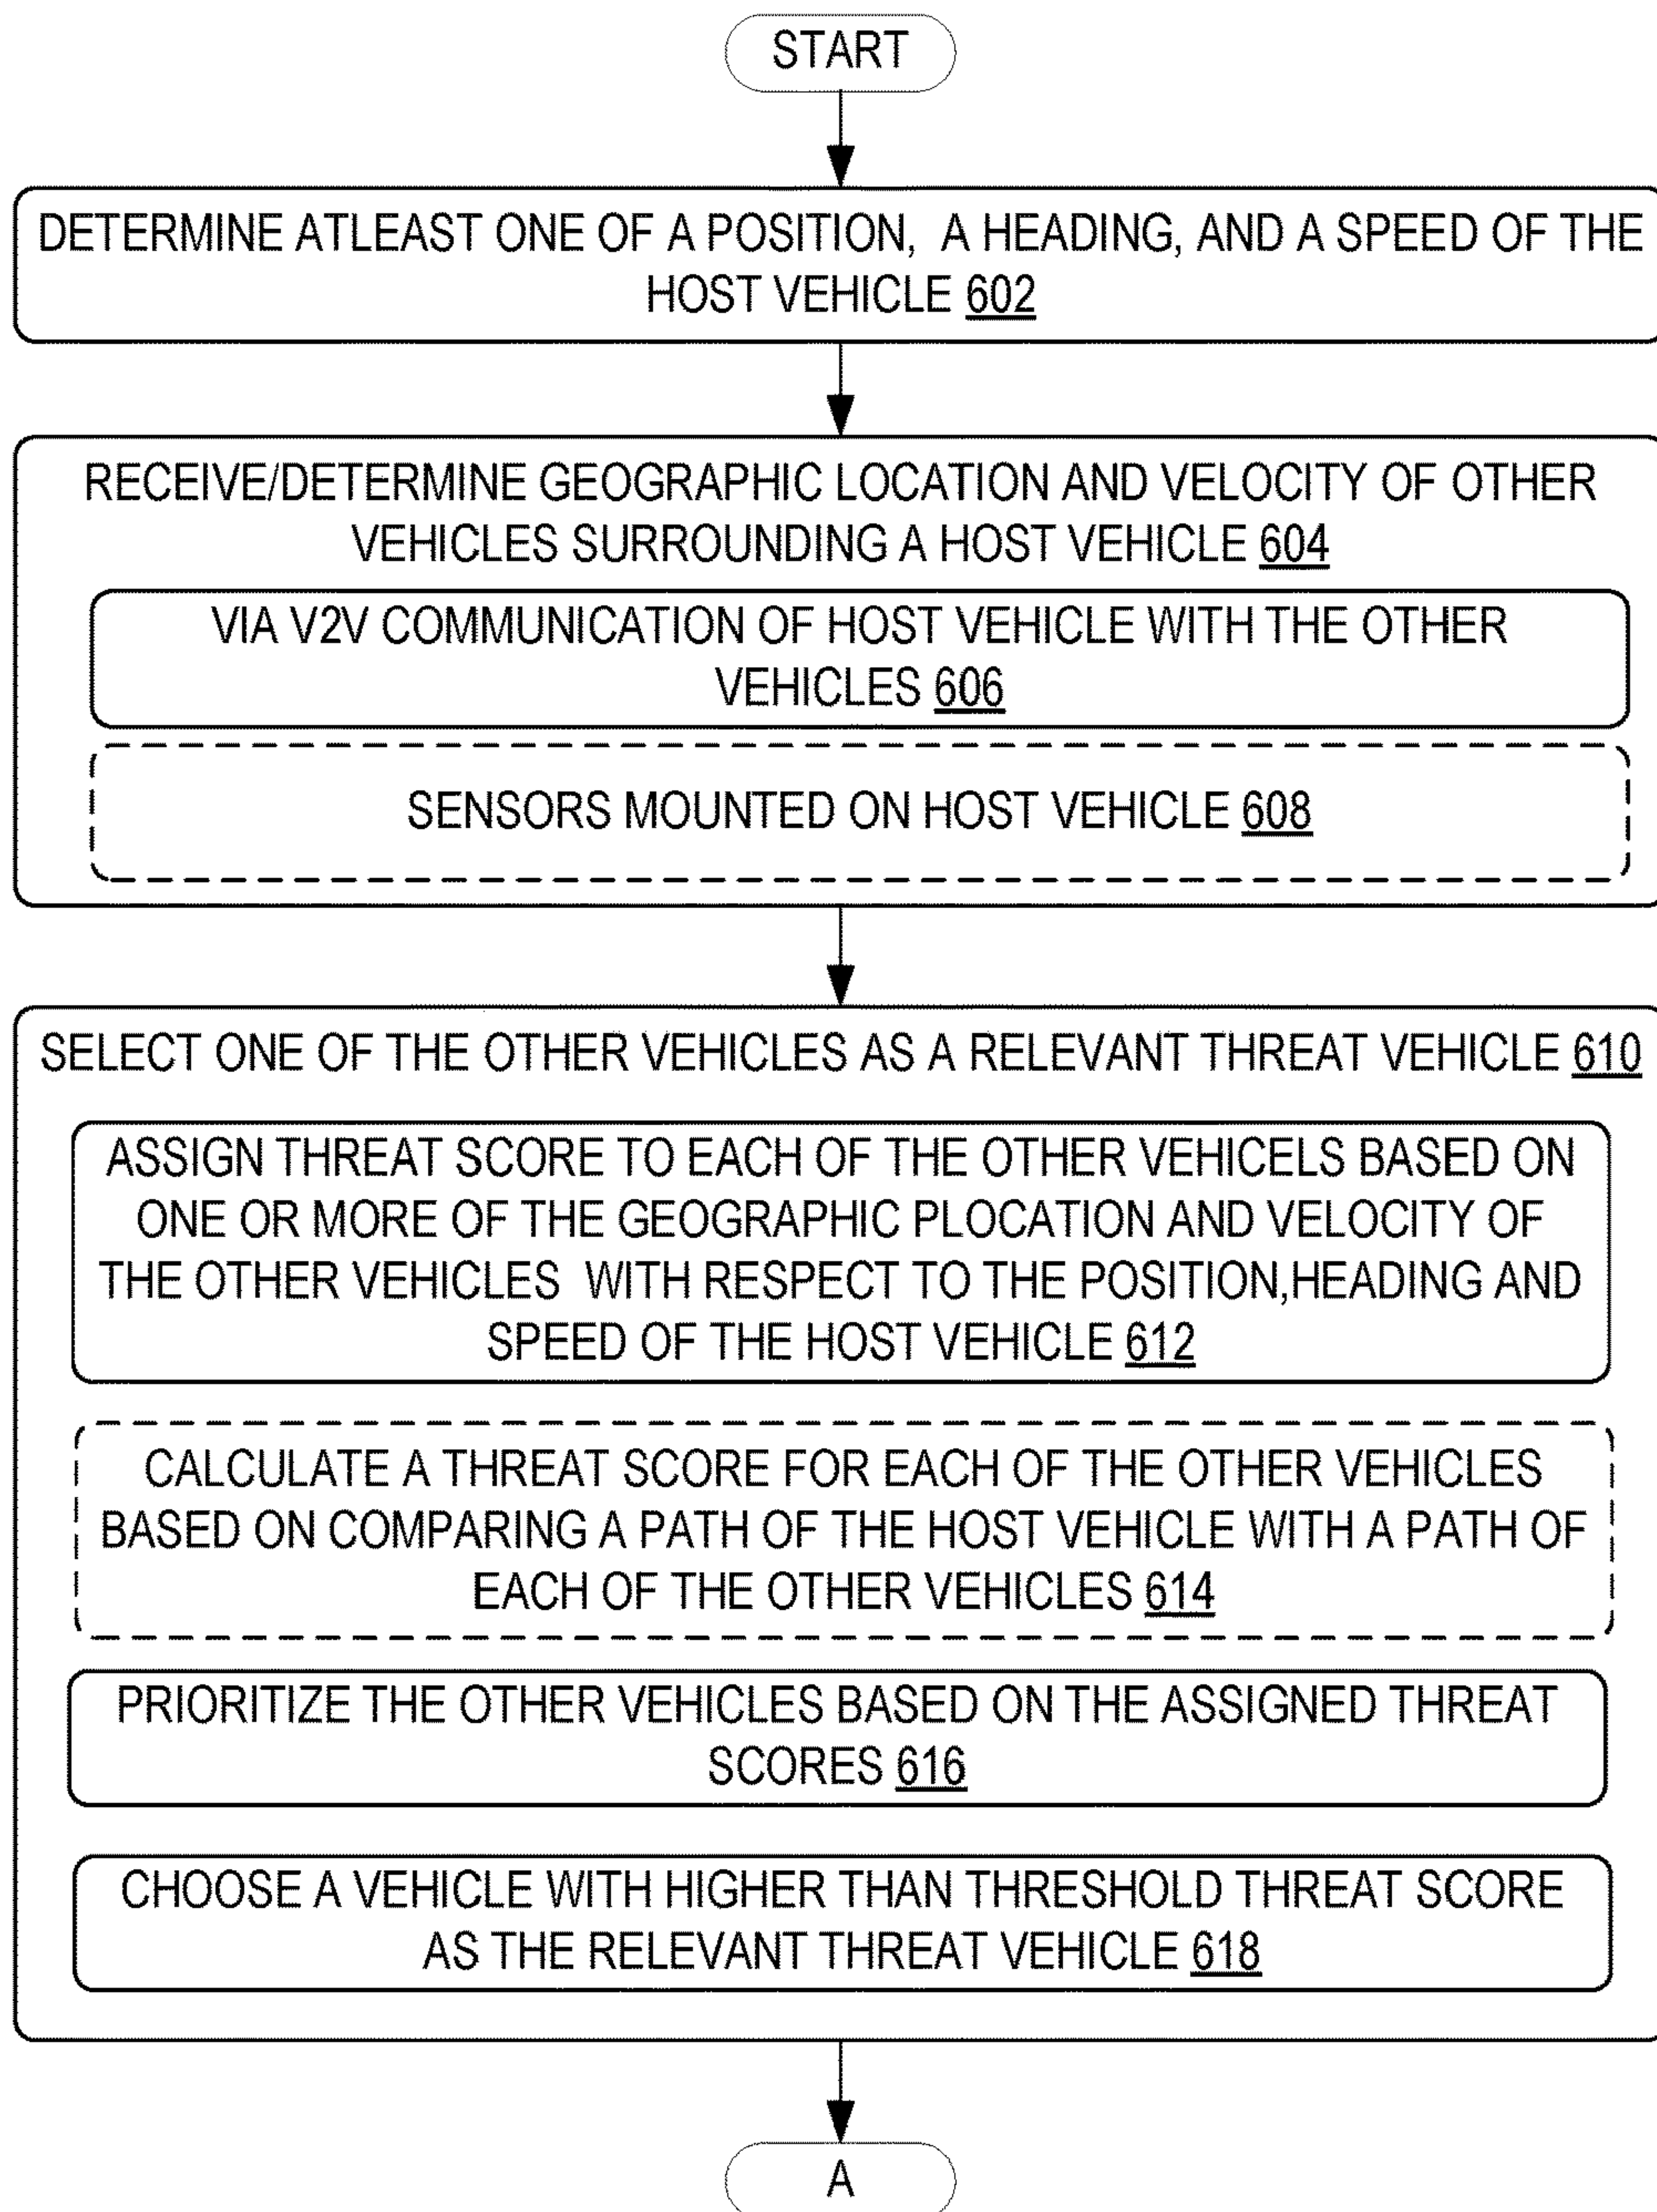 START
DETERMINE ATLEAST ONE OF A POSITION, A HEADING, AND A SPEED OF THE
HOST VEHICLE 602
RECEIVE/DETERMINE GEOGRAPHIC LOCATION AND VELOCITY OF OTHER
VEHICLES SURROUNDING A HOST VEHICLE 604
VIA V2V COMMUNICATION OF HOST VEHICLE WITH THE OTHER
VEHICLES 606
SENSORS MOUNTED ON HOST VEHICLE 608
SELECT ONE OF THE OTHER VEHICLES AS A RELEVANT THREAT VEHICLE 610
ASSIGN THREAT SCORE TO EACH OF THE OTHER VEHICELS BASED ON
ONE OR MORE OF THE GEOGRAPHIC PLOCATION AND VELOCITY OF
THE OTHER VEHICLES WITH RESPECT TO THE POSITION,HEADING AND
SPEED OF THE HOST VEHICLE 612
CALCULATE A THREAT SCORE FOR EACH OF THE OTHER VEHICLES
BASED ON COMPARING A PATH OF THE HOST VEHICLE WITH A PATH OF
EACH OF THE OTHER VEHICLES 614
PRIORITIZE THE OTHER VEHICLES BASED ON THE ASSIGNED THREAT
SCORES 616
CHOOSE A VEHICLE WITH HIGHER THAN THRESHOLD THREAT SCORE
AS THE RELEVANT THREAT VEHICLE 618
A